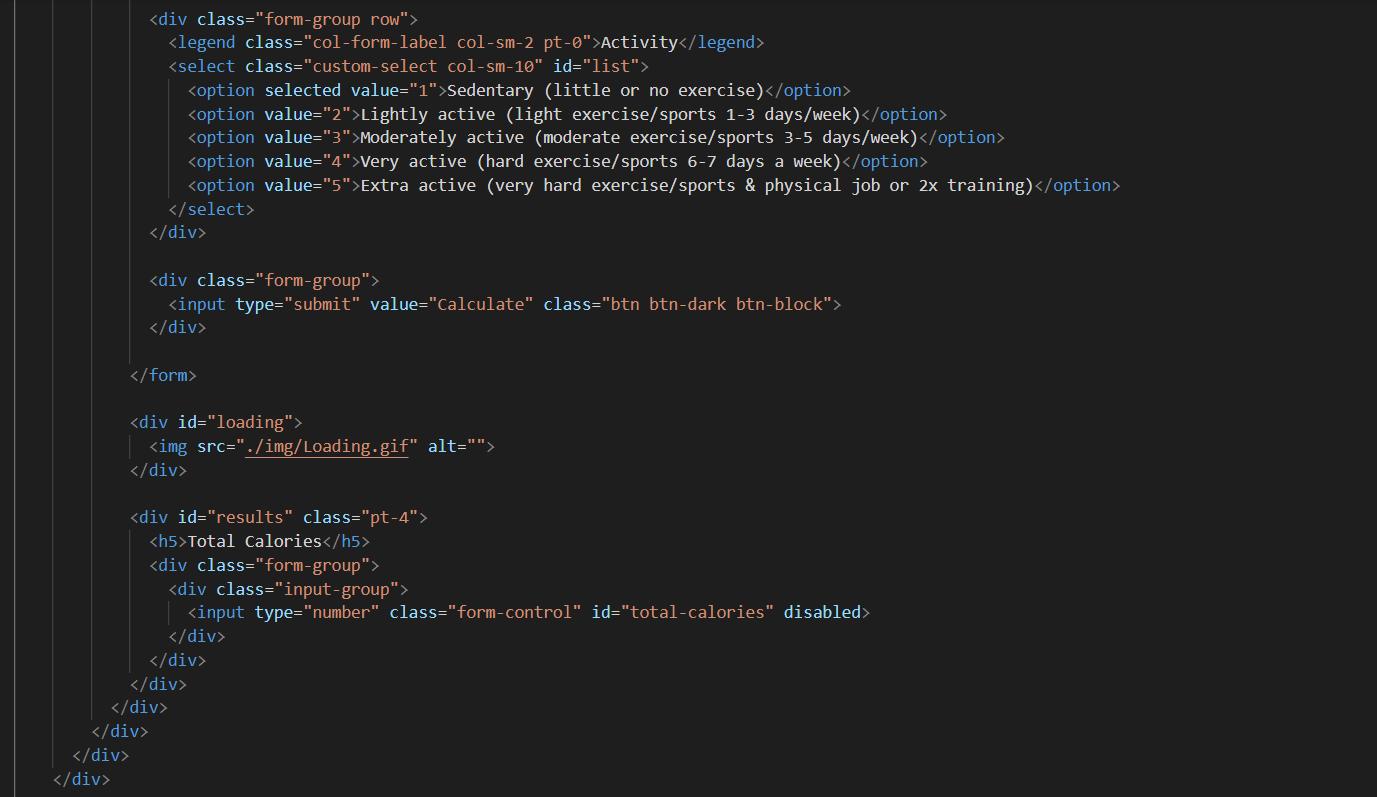 <div class="form-group row">
<legend class="col-form-label col-sm-2 pt-0">Activity</legend>
<select class="custom-select col-sm-10" id="list">
<option selected value="1">Sedentary (little or no exercise)</option>
<option value="2">Lightly active (light exercise/sports 1-3 days/week)</option>
<option value="3">Moderately active (moderate exercise/sports 3-5 days/week)</option>
<option value="4">Very active (hard exercise/sports 6-7 days a week)</option>
<option value="5">Extra active (very hard exercise/sports & physical job or 2x training)</option>
</select>
</div>
<div class="form-group">
<input type="submit" value="Calculate" class="btn btn-dark btn-block">
</div>
</form>
<div id="loading">
<img src="./img/Loading.gif" alt="">
</div>
<div id="results" class="pt-4">
<h5>Total Calories</h5>
<div class="form-group">
<div class="input-group">
<input type="number" class="form-control" id="total-calories" disabled>
</div>
</div>
</div>
</div>
</div>
</div>
</div>